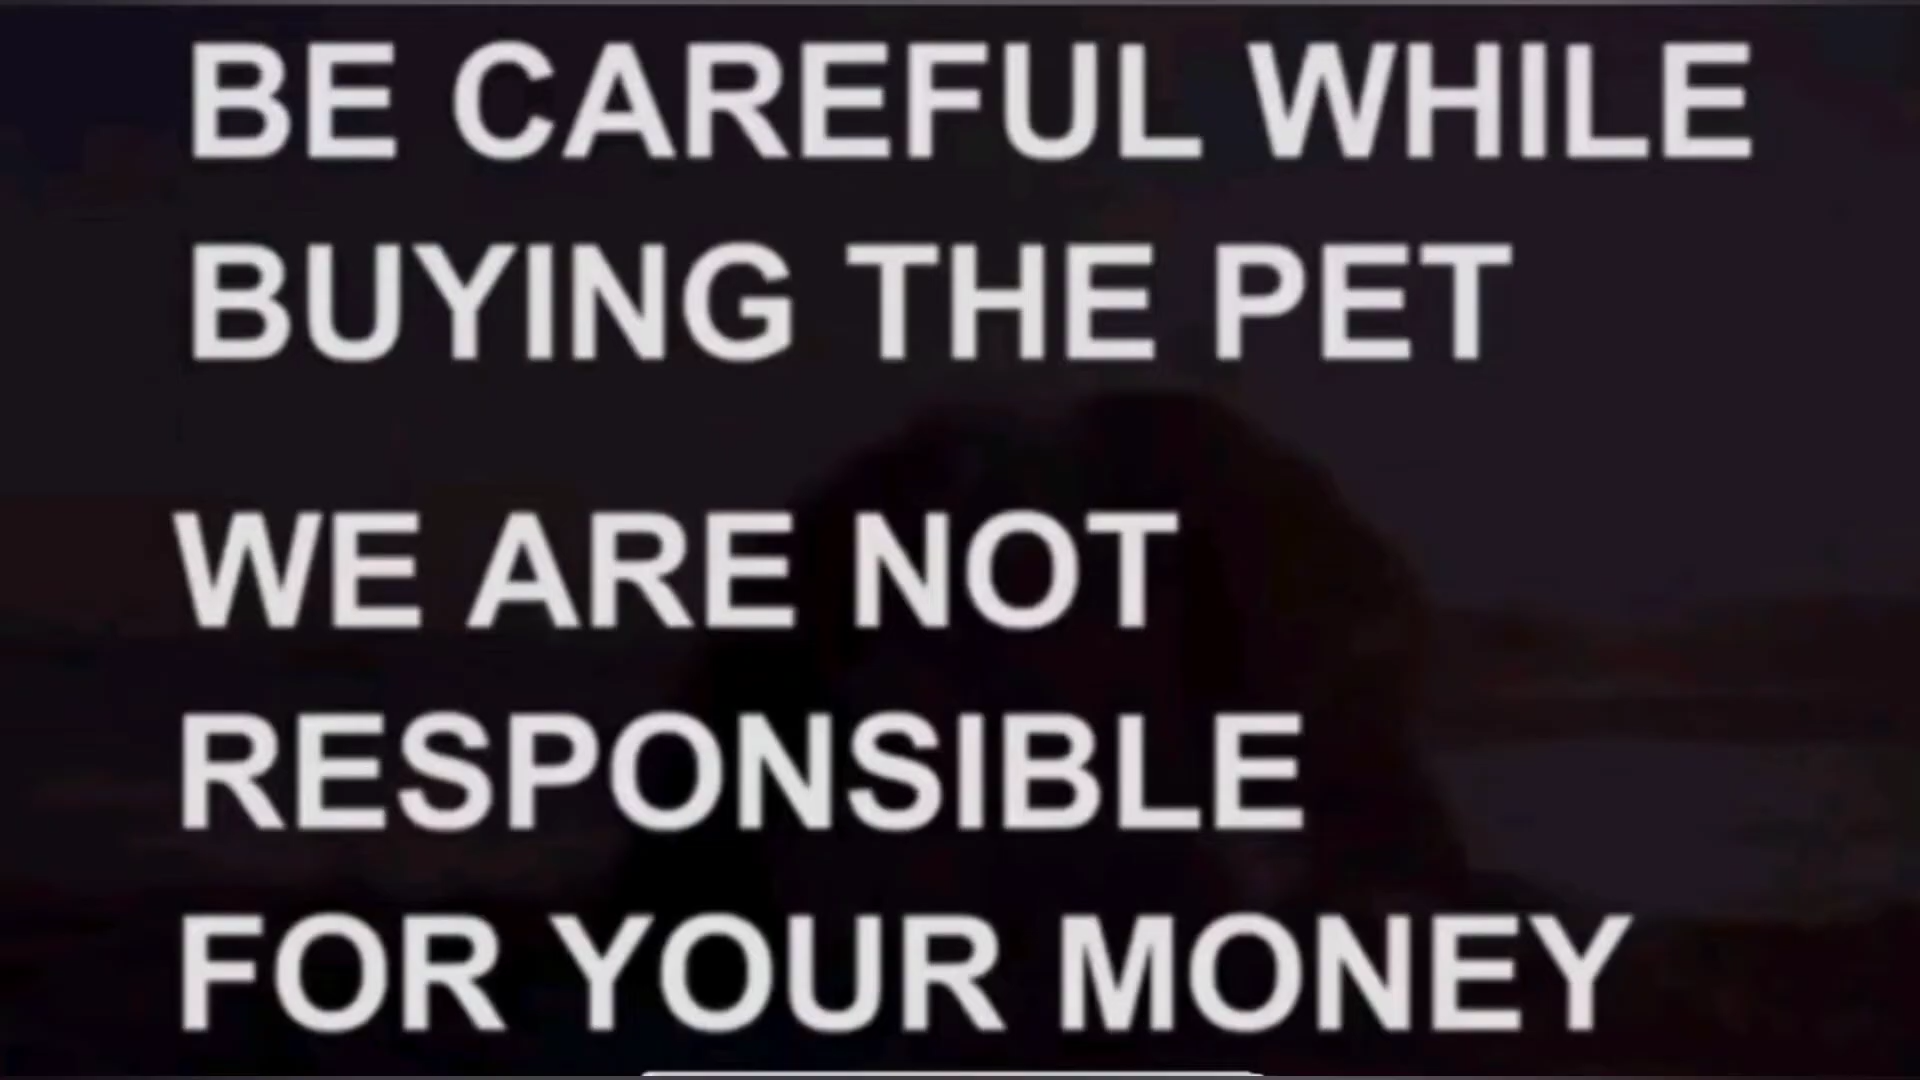 BE CAREFUL WHILE
BUYING THE PET
WE ARE NOT
RESPONSIBLE
FOR YOUR MONEY